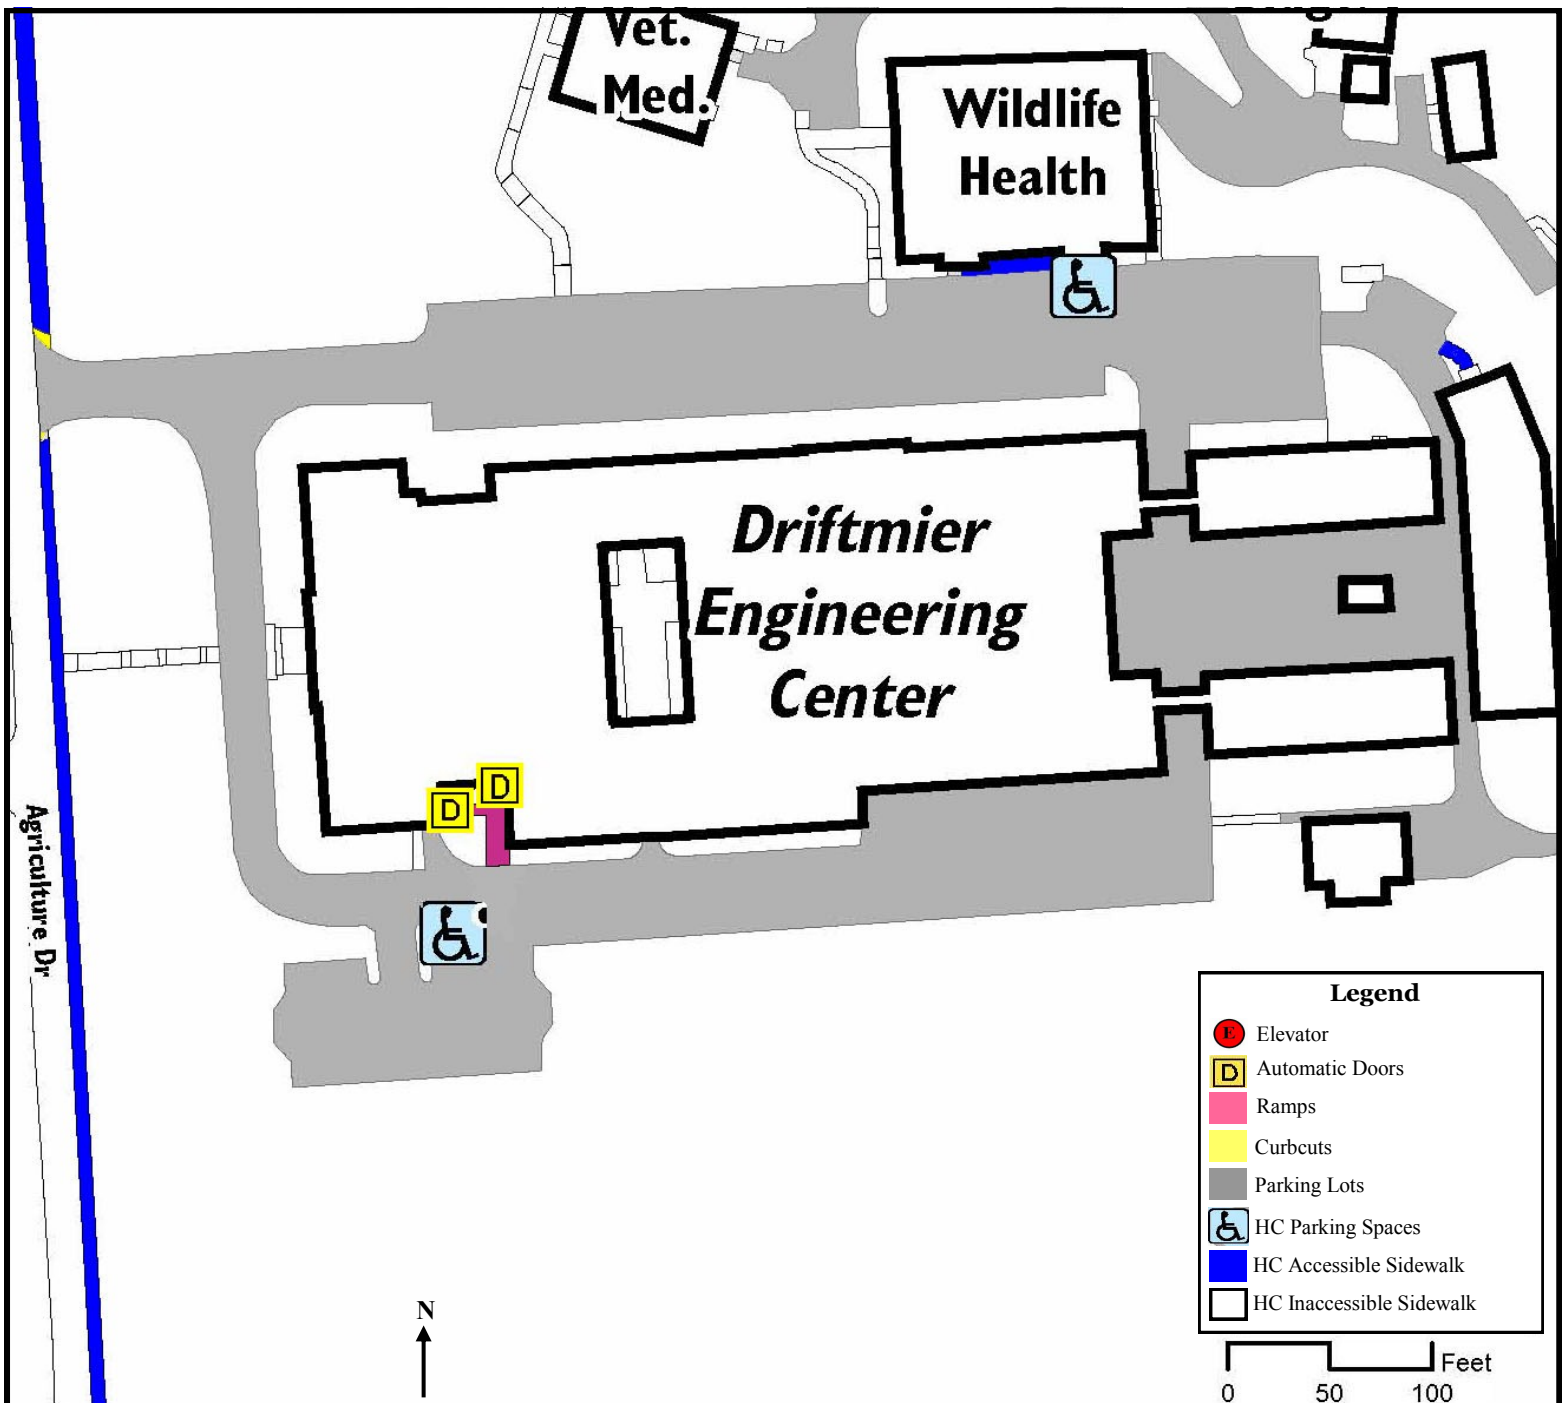 Vet.
Med.
Wildlife
Health
Driftmier
Engineering
Center
D
D
Agriculture Dr
Legend
E Elevator
D Automatic Doors
Ramps
Curbcuts
Parking Lots
HC Parking Spaces
HC Accessible Sidewalk
HC Inaccessible Sidewalk
N
Feet
0 50 100